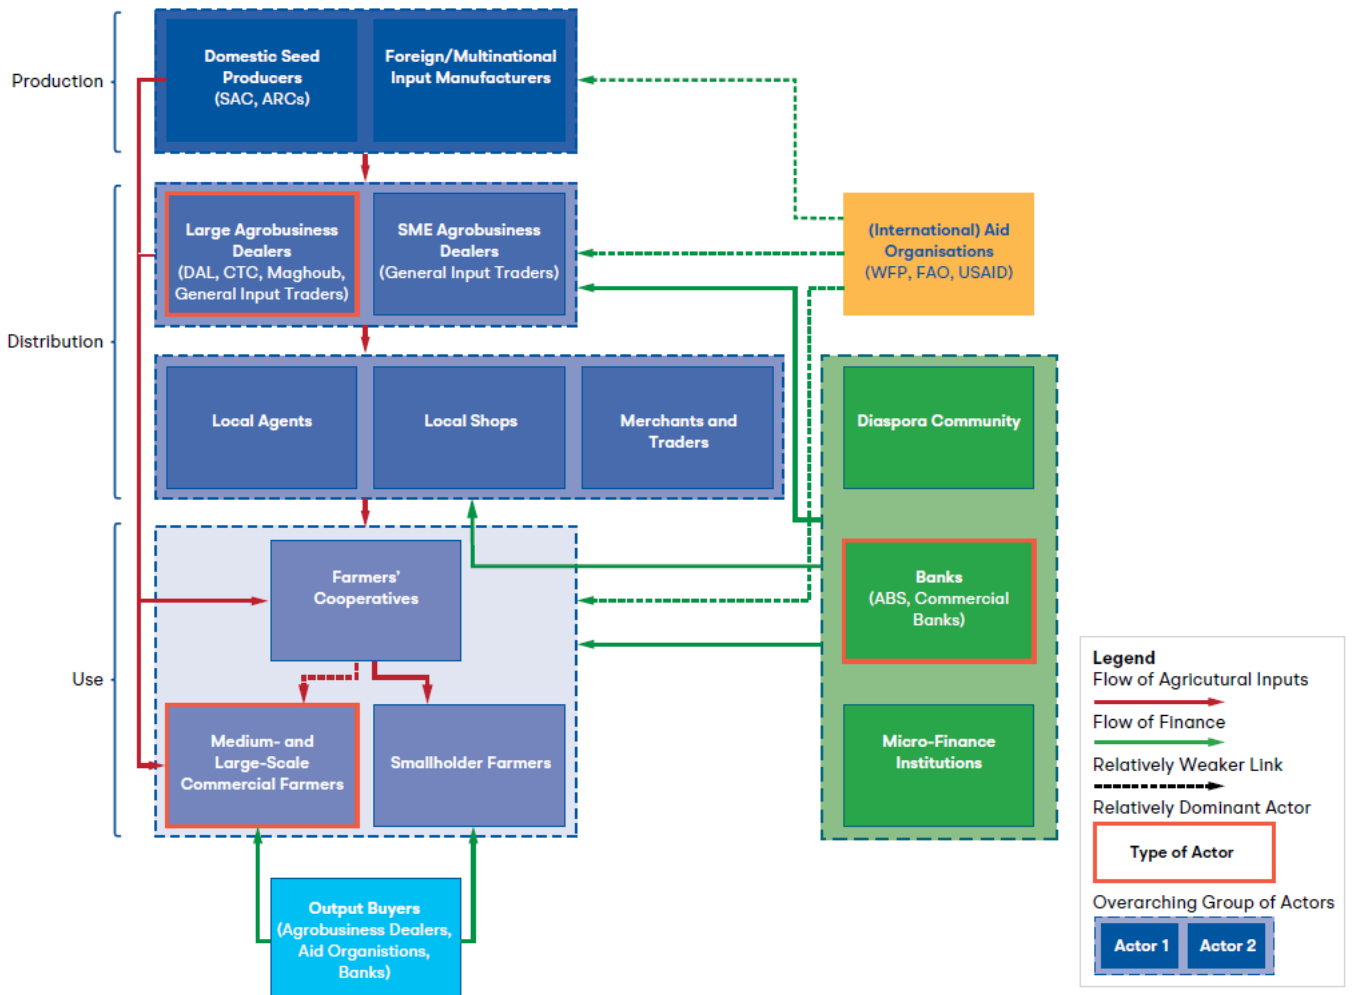 Production
Domestic Seed
Producers
(SAC, ARCs)
Foreign/Multinational
Input Manufacturers
Distribution
Large Agrobusiness
Dealers
(DAL, CTC, Maghoub,
General Input Traders)
SME Agrobusiness
Dealers
(General Input Traders)
(International) Aid
Organisations
(WFP, FAO, USAID)
Local Agents
Local Shops
Merchants and
Traders
Diaspora Community
Use
Farmers'
Cooperatives
Banks
(ABS, Commercial
Banks)
Medium- and
Large-Scale
Commercial Farmers
Smallholder Farmers
Micro-Finance
Institutions
Output Buyers
(Agrobusiness Dealers,
Aid Organistions,
Banks)
Legend
Flow of Agricutural Inputs
Flow of Finance
Relatively Weaker Link
Relatively Dominant Actor
Type of Actor
Overarching Group of Actors
Actor 1
Actor 2